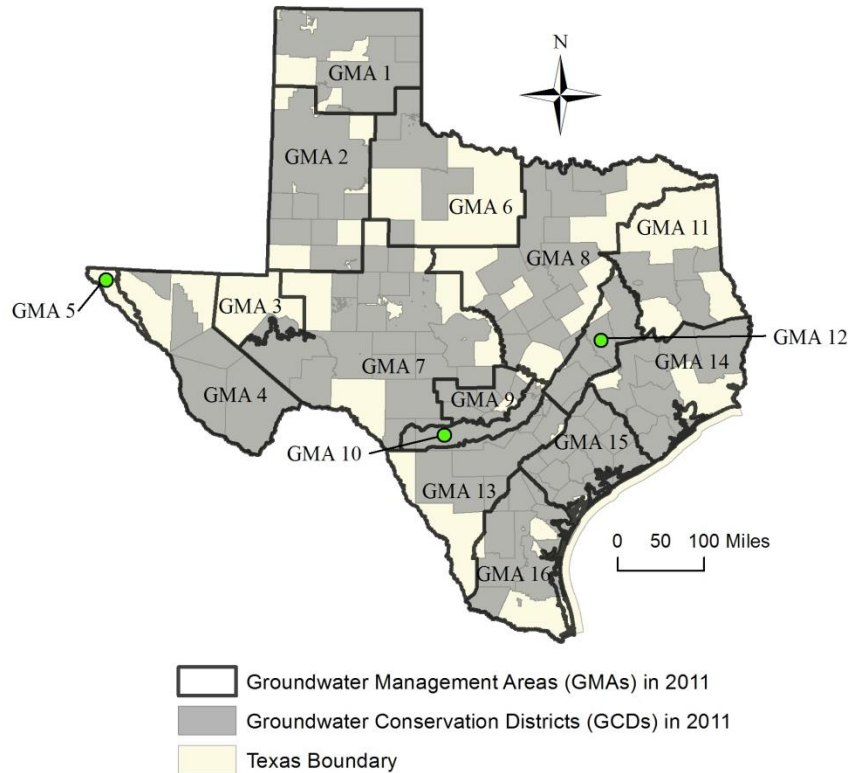 N
GMA 1
GMA 2
GMA 6
GMA 11
GMA 8
GMA 5
GMA 3
GMA 12
GMA 14
GMA 7
GMA 4
GMA 9
GMA 15
GMA 10
GMA 13
0 50 100 Miles
GMA 16
Groundwater Management Areas (GMAs) in 2011
Groundwater Conservation Districts (GCDs) in 2011
Texas Boundary